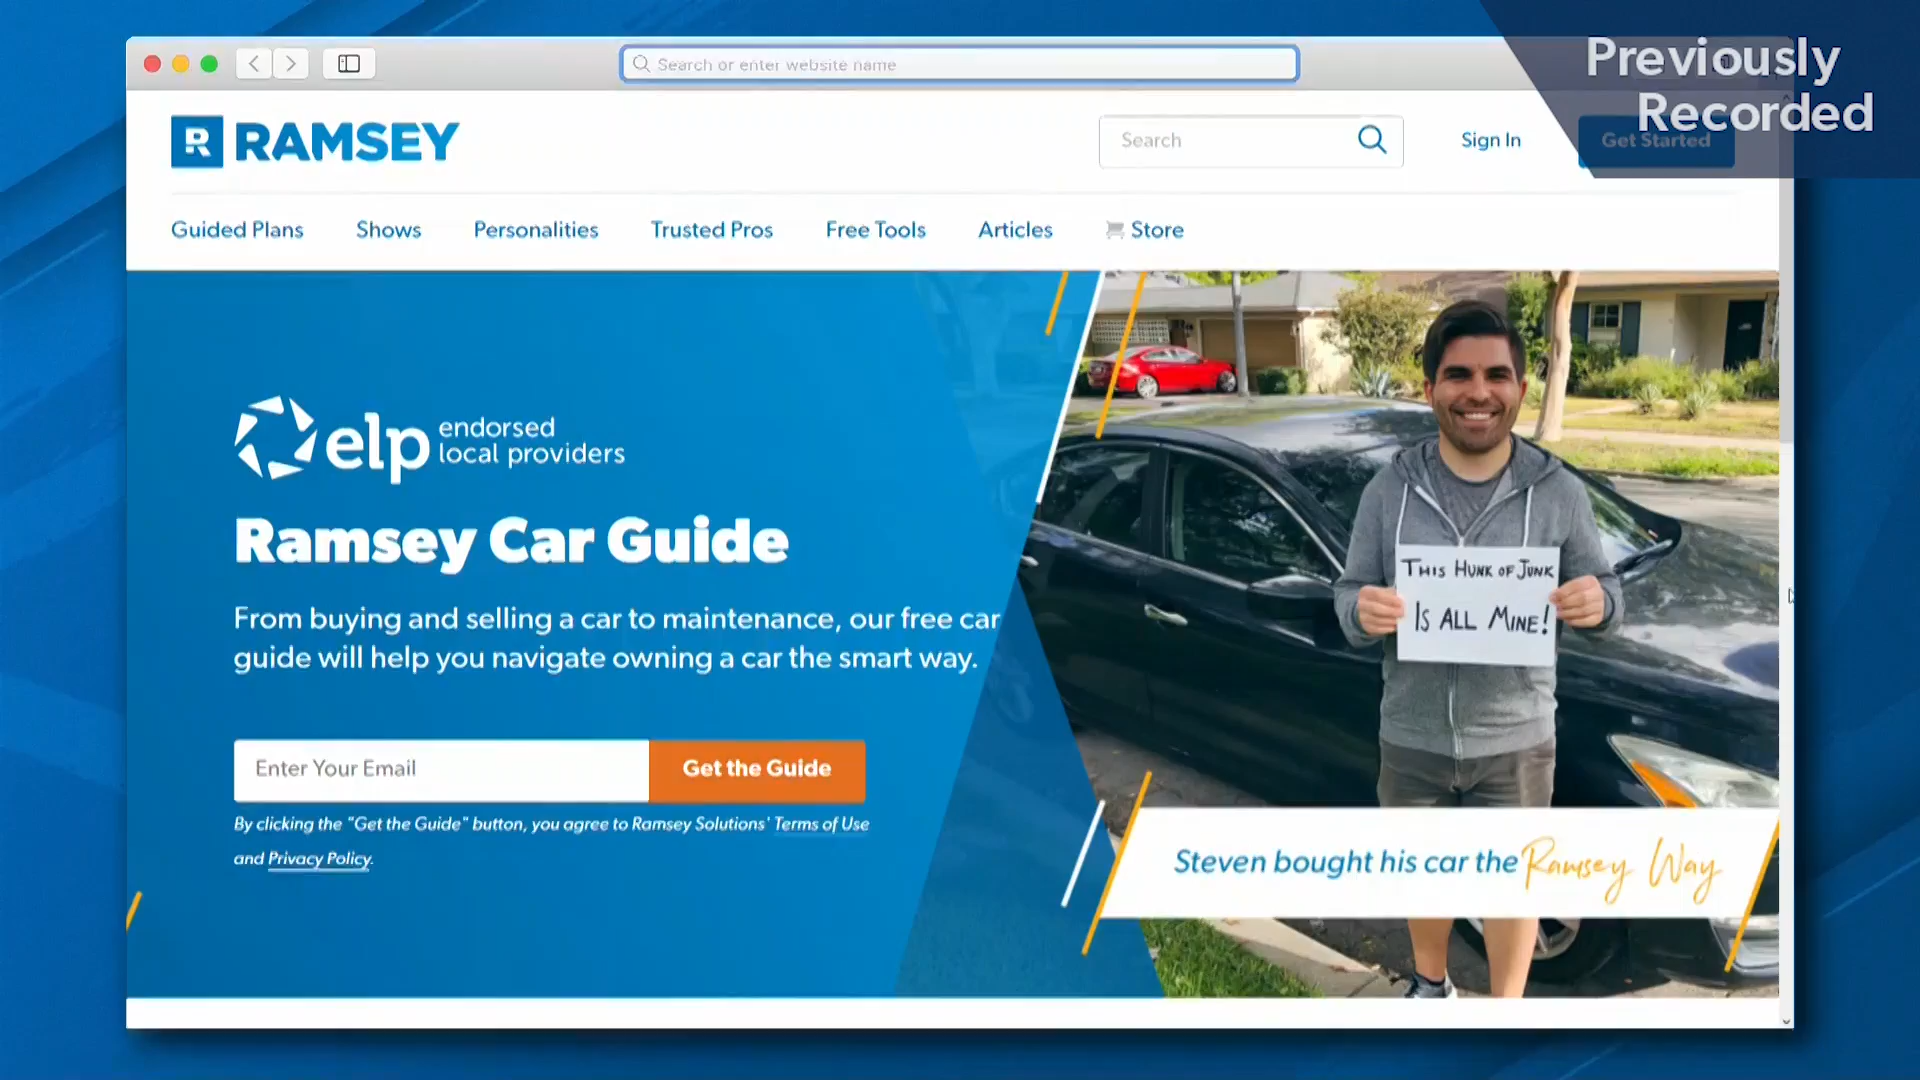 Previously
Recorded
Search or enter website name
R RAMSEY
Search
Sign In
Get Started
Guided Plans
Shows
Personalities
Trusted Pros
Free Tools
Articles
Store
elp endorsed
local providers
Ramsey Car Guide
From buying and selling a car to maintenance, our free car
guide will help you navigate owning a car the smart way.
Enter Your Email
Get the Guide
By clicking the "Get the Guide" button, you agree to Ramsey Solutions' Terms of Use
and Privacy Policy.
THIS HUNK OF JUNK
IS ALL MINE!
Steven bought his car the Ramsey Way